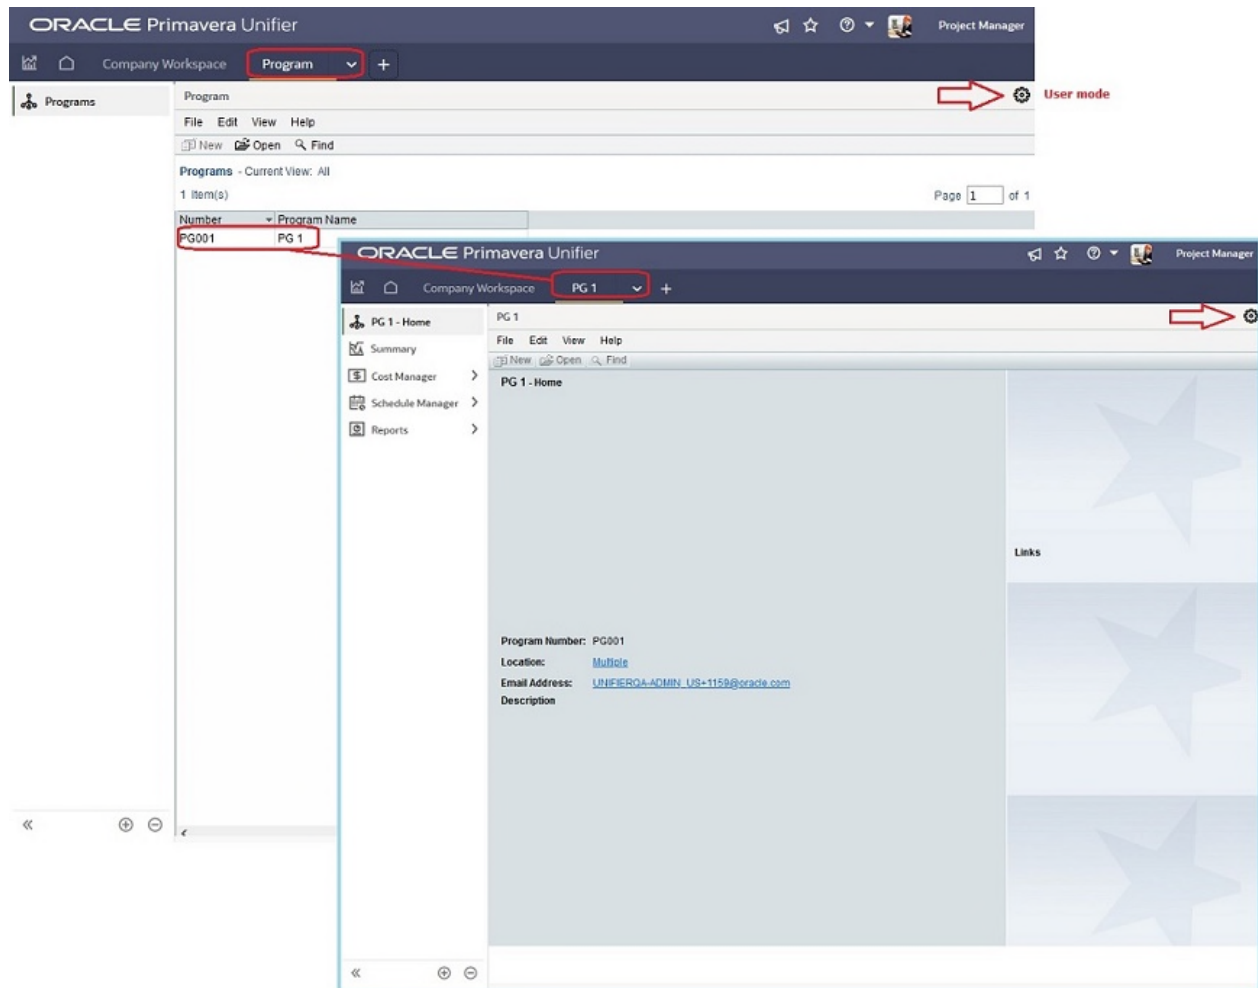 ORACLE Primavera Unifier
Project Manager
Company Workspace Program
User mode
Programs
Program
File Edit View Help
New Open Find
Programs - Current View: All
1 Item(s)
Page 1 of 1
Number Program Name
PG001 PG 1
ORACLE Primavera Unifier
Project Manager
Company Workspace PG 1
PG 1 - Home
Summary
Cost Manager
Schedule Manager
Reports
PG 1
File Edit View Help
New Open Find
PG 1 - Home
Links
Program Number: PG001
Location: Multiple
Email Address: UNIFIERQA-ADMIN_US+1159@oracle.com
Description